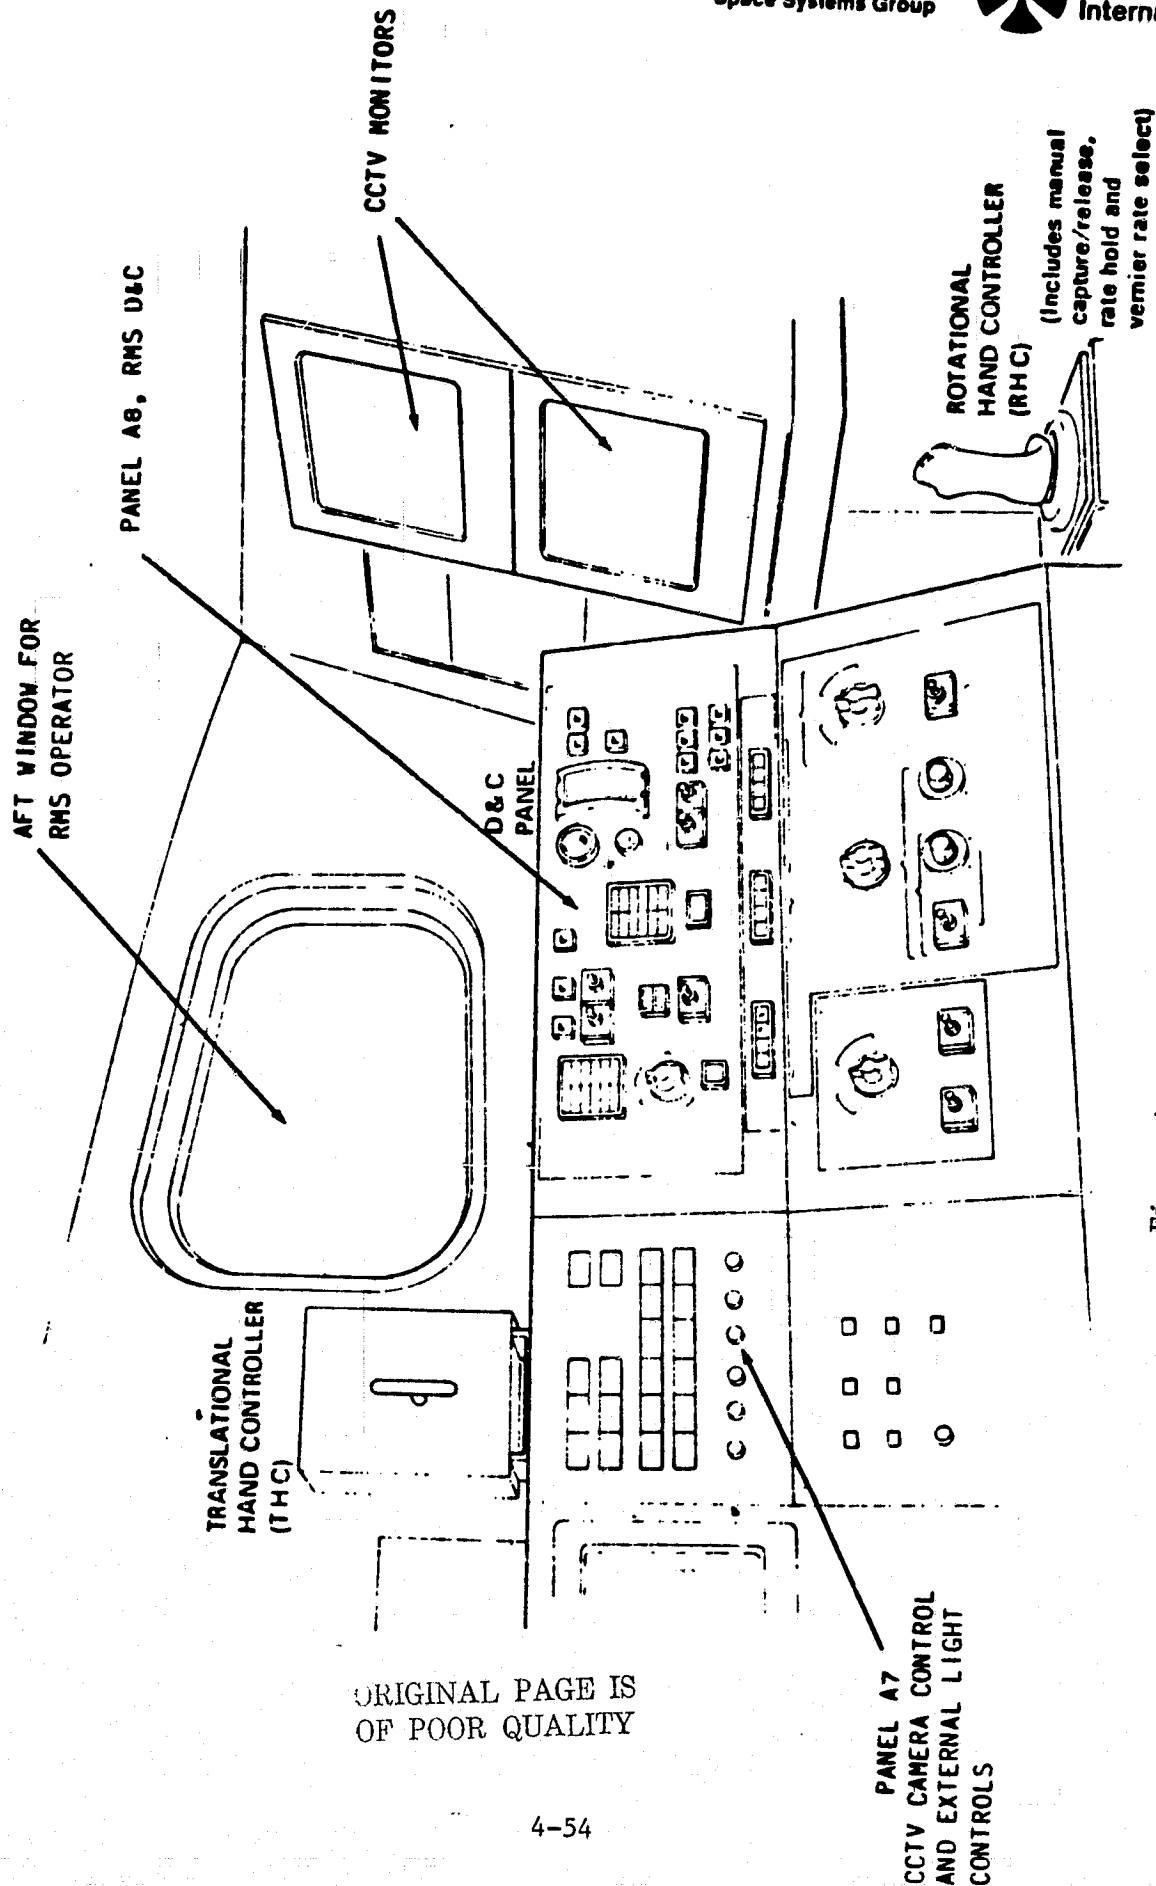 Space Systems Group
AFT WINDOW FOR
RMS OPERATOR
PANEL A8, RMS D&C
CCTV MONITORS
TRANSLATIONAL
HAND CONTROLLER
(THC)
D&C
PANEL
ROTATIONAL
HAND CONTROLLER
(RHC)
(Includes manual
capture/release,
rate hold and
vernier rate select)
PANEL A7
CCTV CAMERA CONTROL
AND EXTERNAL LIGHT
CONTROLS
ORIGINAL PAGE IS
OF POOR QUALITY
4-54